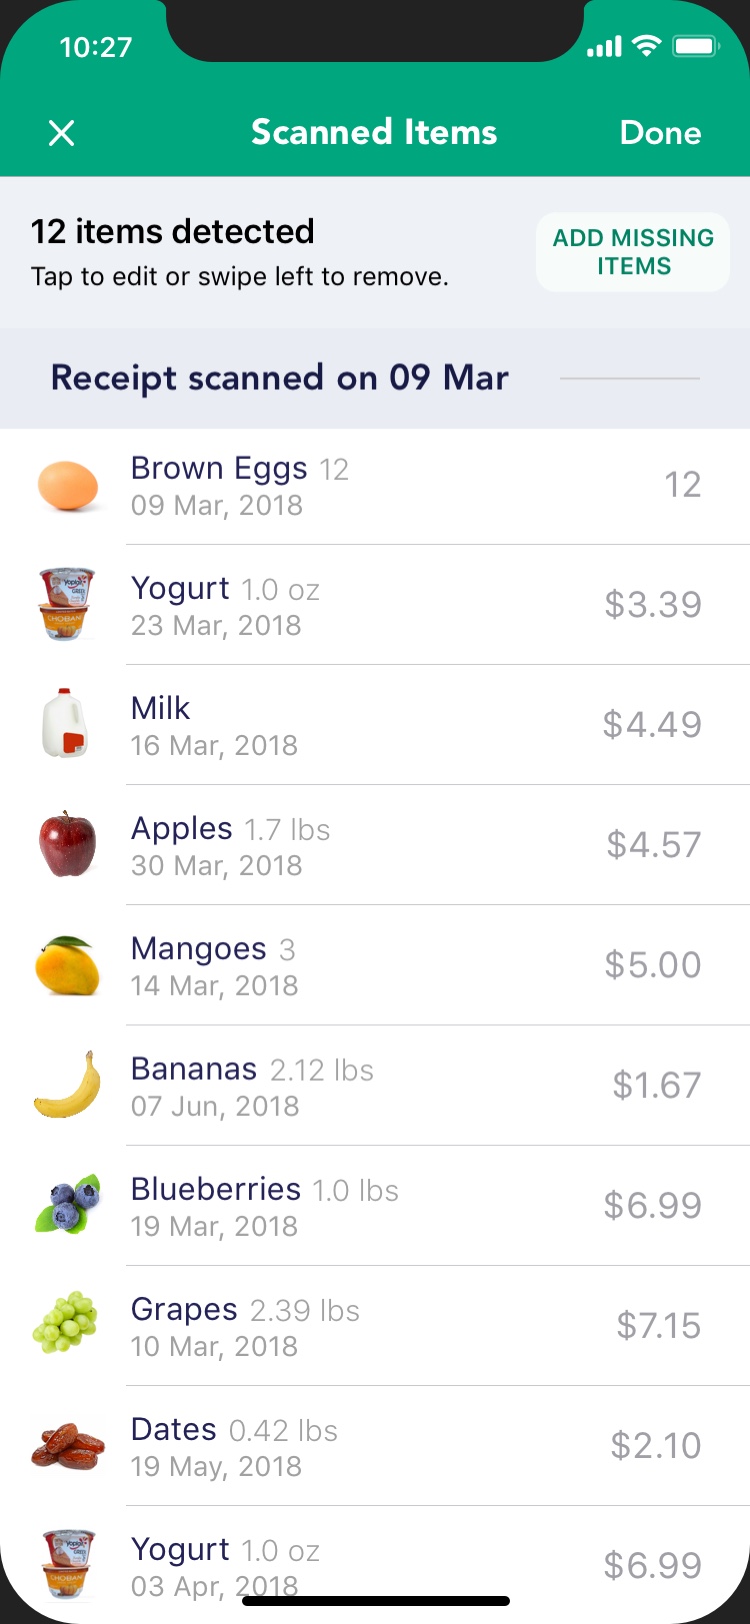 10:27
Scanned Items
Done
12 items detected
Tap to edit or swipe left to remove.
ADD MISSING
ITEMS
Receipt scanned on 09 Mar
Brown Eggs 12
09 Mar, 2018
12
Yogurt 1.0 oz
23 Mar, 2018
$3.39
Milk
16 Mar, 2018
$4.49
Apples 1.7 lbs
30 Mar, 2018
$4.57
Mangoes 3
14 Mar, 2018
$5.00
Bananas 2.12 lbs
07 Jun, 2018
$1.67
Blueberries 1.0 lbs
19 Mar, 2018
$6.99
Grapes 2.39 lbs
10 Mar, 2018
$7.15
Dates 0.42 lbs
19 May, 2018
$2.10
Yogurt 1.0 oz
03 Apr, 2018
$6.99